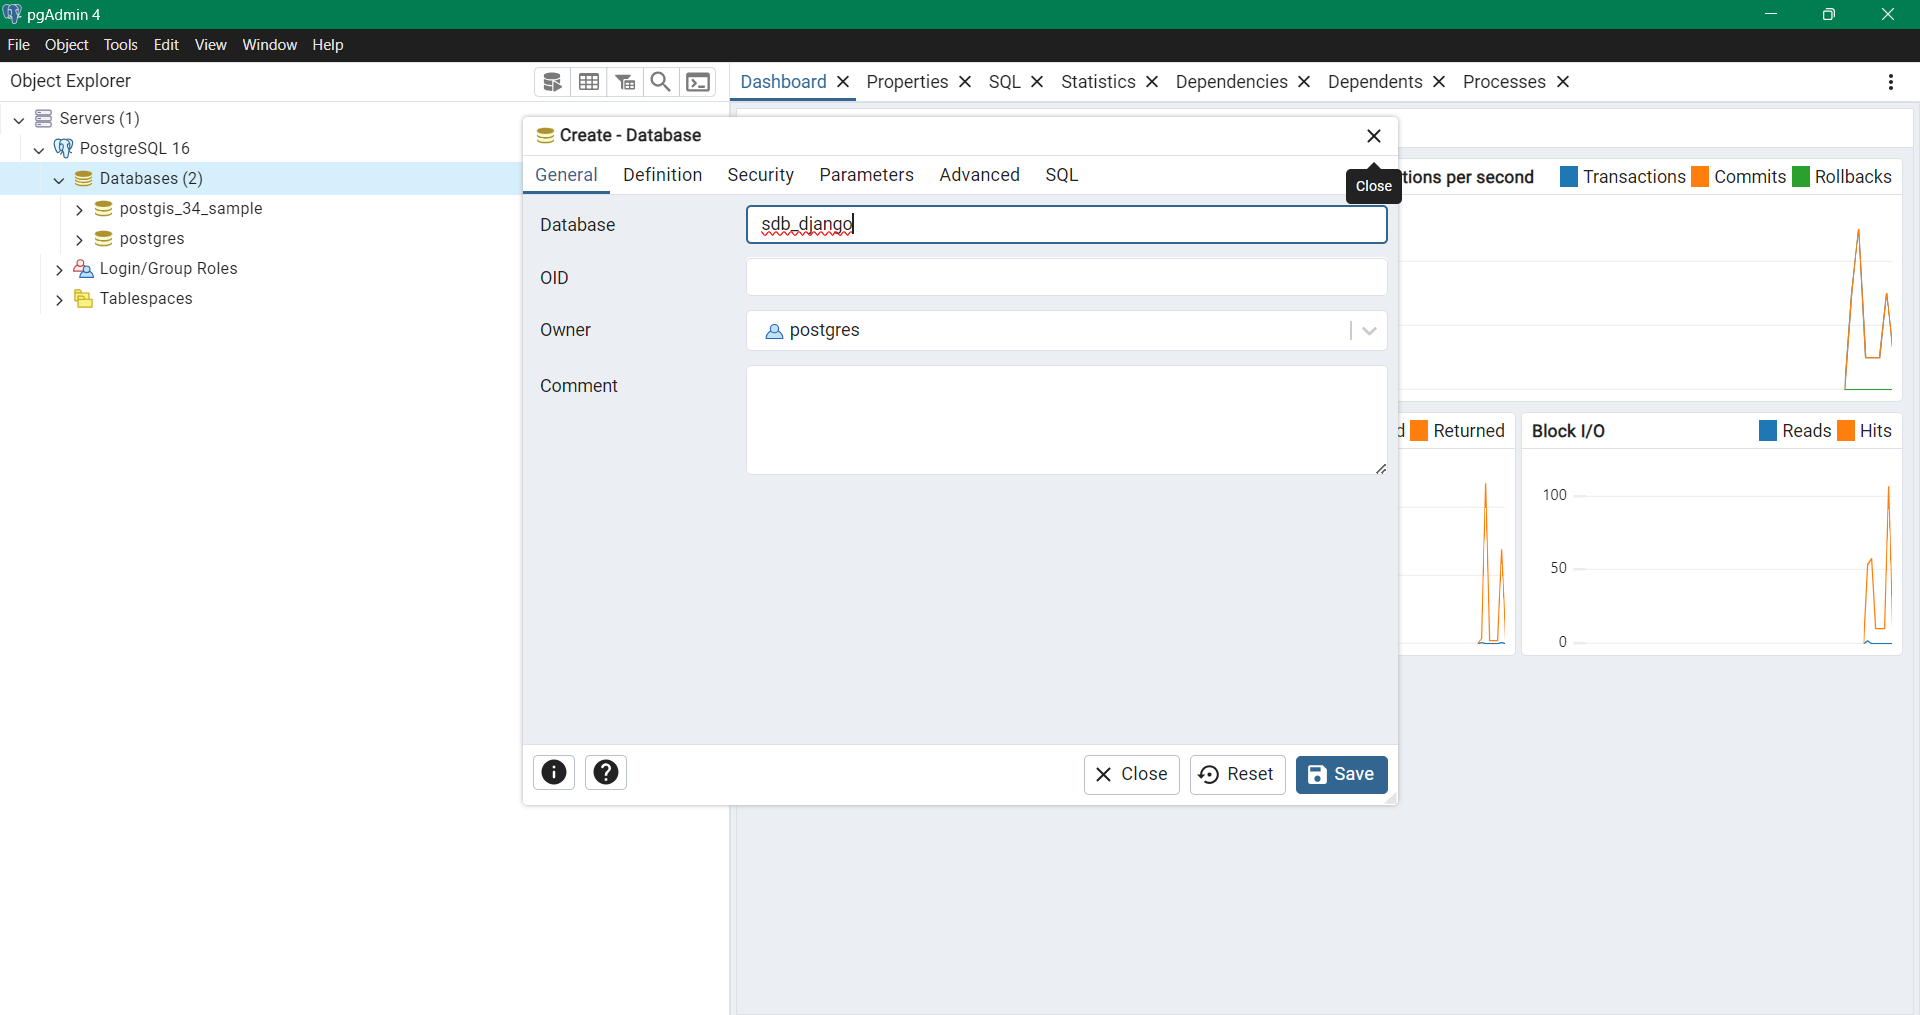 pgAdmin 4
File Object Tools Edit View Window Help
Object Explorer
Dashboard Properties SQL Statistics Dependencies Dependents Processes
Servers (1)
PostgreSQL 16
Databases (2)
postgis_34_sample
postgres
Login/Group Roles
Tablespaces
Create - Database
General Definition Security Parameters Advanced SQL
Close
Database sdb_django
OID
Owner postgres
Comment
Close Reset Save
tions per second Transactions Commits Rollbacks
d Returned
Block I/O Reads Hits
100
50
0